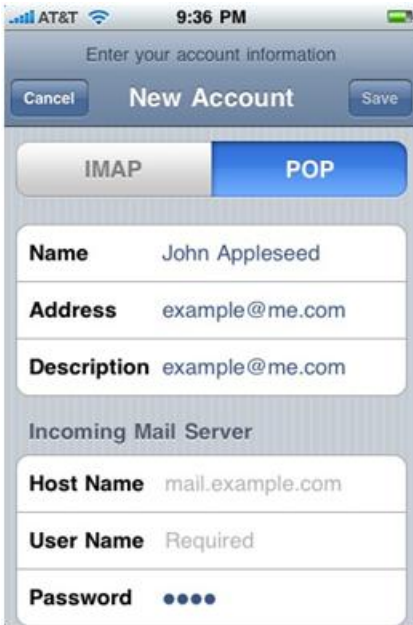 AT&T 9:36 PM
Enter your account information
Cancel New Account Save
IMAP POP
Name John Appleseed
Address example@me.com
Description example@me.com
Incoming Mail Server
Host Name mail.example.com
User Name Required
Password ●●●●